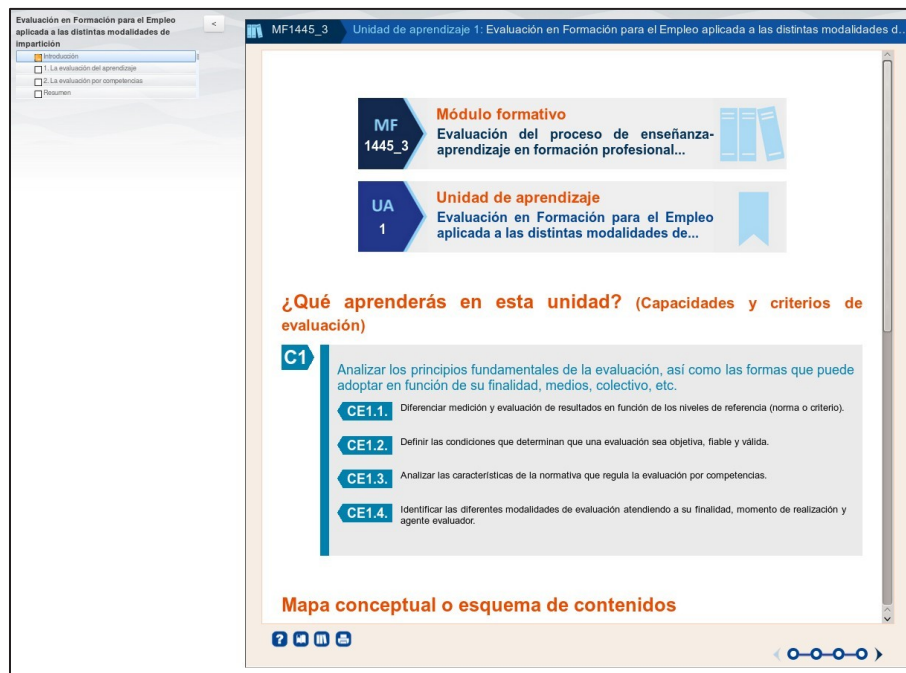 Evaluación en Formación para el Empleo
aplicada a las distintas modalidades de
impartición
<
Introducción
1. La evaluación del aprendizaje
2. La evaluación por competencias
Resumen
MF1445_3
Unidad de aprendizaje 1: Evaluación en Formación para el Empleo aplicada a las distintas modalidades d...
MF
1445_3
Módulo formativo
Evaluación del proceso de enseñanza-
aprendizaje en formación profesional...
UA
1
Unidad de aprendizaje
Evaluación en Formación para el Empleo
aplicada a las distintas modalidades de...
¿Qué aprenderás en esta unidad? (Capacidades y criterios de
evaluación)
C1
Analizar los principios fundamentales de la evaluación, así como las formas que puede
adoptar en función de su finalidad, medios, colectivo, etc.
CE1.1. Diferenciar medición y evaluación de resultados en función de los niveles de referencia (norma o criterio).
CE1.2. Definir las condiciones que determinan que una evaluación sea objetiva, fiable y válida.
CE1.3. Analizar las características de la normativa que regula la evaluación por competencias.
CE1.4. Identificar las diferentes modalidades de evaluación atendiendo a su finalidad, momento de realización y
agente evaluador.
Mapa conceptual o esquema de contenidos
?